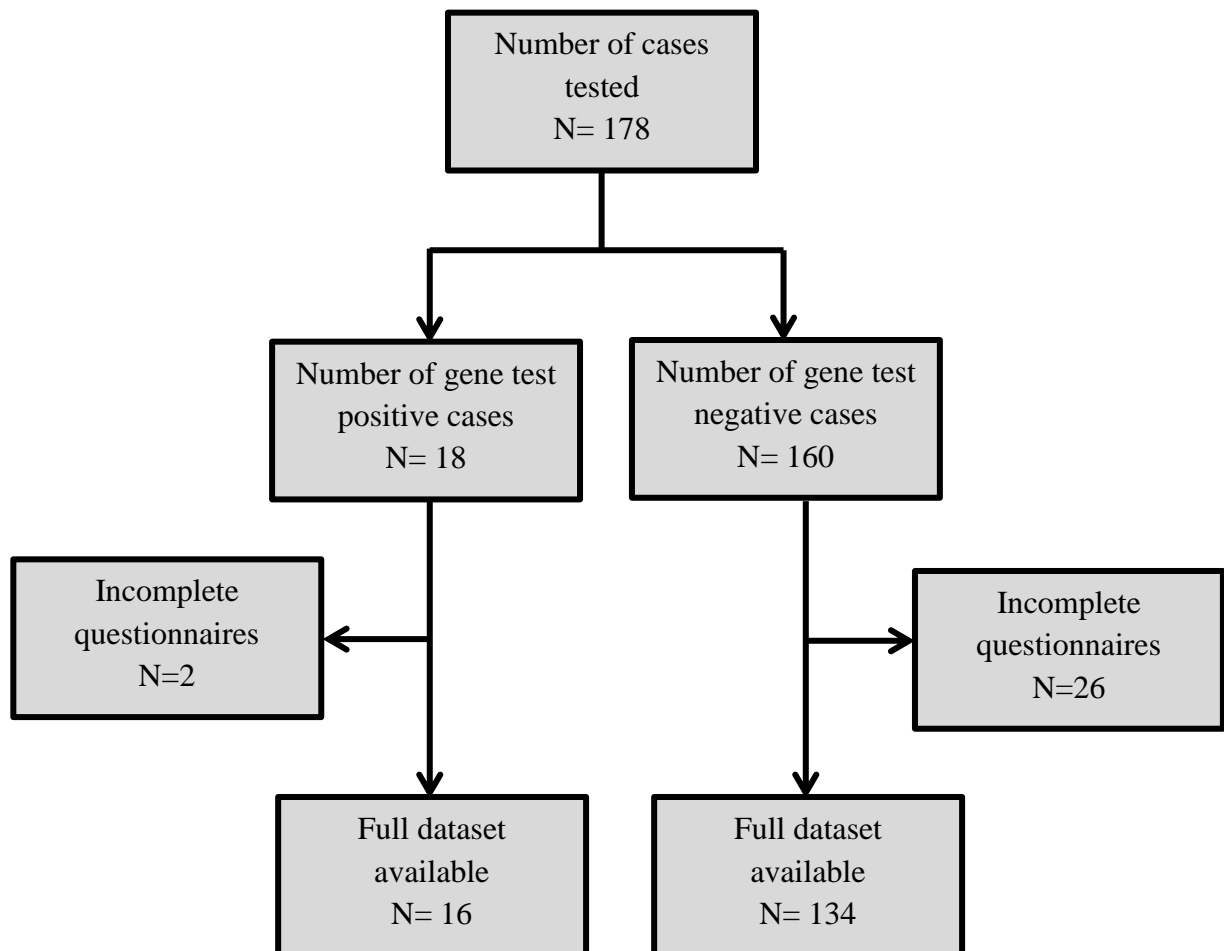 Number of cases
tested
N= 178
Number of gene test
positive cases
N= 18
Number of gene test
negative cases
N= 160
Incomplete
questionnaires
N=2
Incomplete
questionnaires
N=26
Full dataset
available
N= 16
Full dataset
available
N= 134